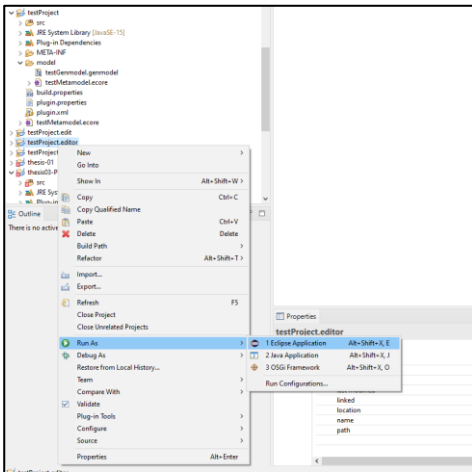 testProject
src
JRE System Library [JavaSE-15]
Plug-in Dependencies
META-INF
model
testGenmodel.genmodel
testMetamodel.ecore
build.properties
plugin.properties
plugin.xml
testMetamodel.ecore
testProject.edit
testProject.editor
testProject
thesis-01
thesis03-P
src
JRE Sys
Plug-in
Outline
There is no active
New
Go Into
Show In Alt+Shift+W
Copy Ctrl+C
Copy Qualified Name
Paste Ctrl+V
Delete Delete
Build Path
Refactor Alt+Shift+T
Import...
Export...
Refresh F5
Close Project
Close Unrelated Projects
Run As
Debug As
Restore from Local History...
Team
Compare With
Validate
Plug-in Tools
Configure
Source
Properties Alt+Enter
Properties
testProject.editor
1 Eclipse Application Alt+Shift+X, E
2 Java Application Alt+Shift+X, J
3 OSGi Framework Alt+Shift+X, O
Run Configurations...
linked
location
name
path